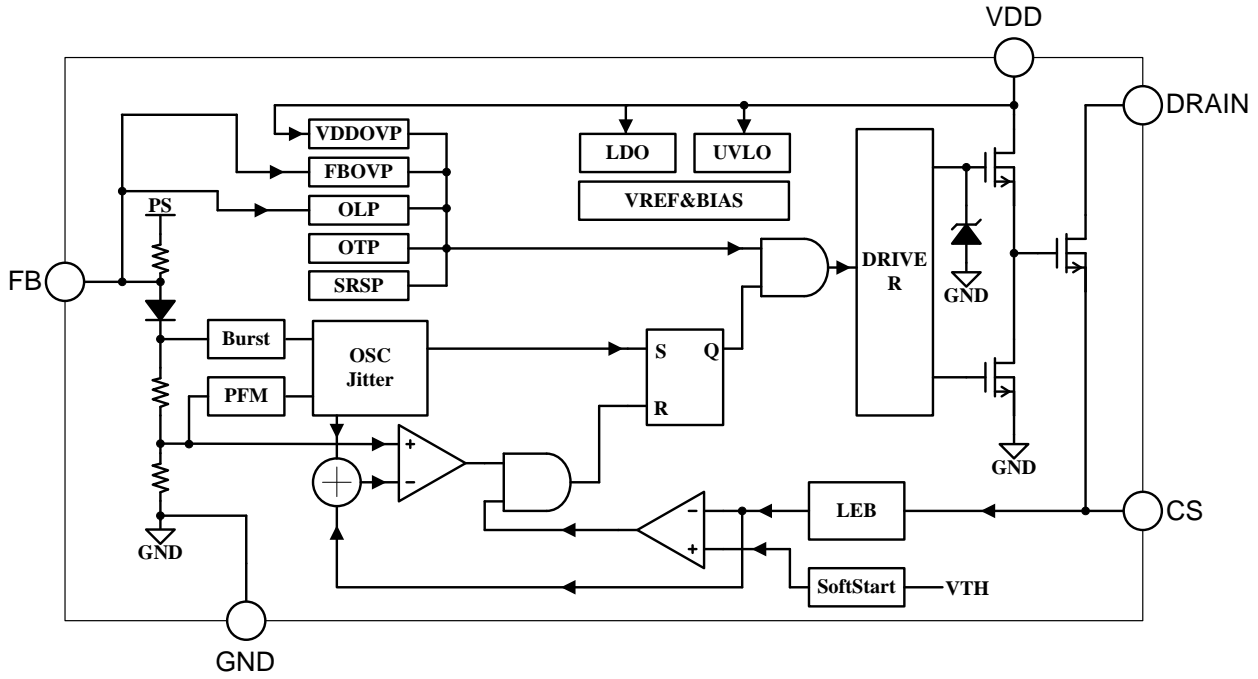 VDD
DRAIN
VDDOVP
LDO
UVLO
FBOVP
VREF&BIAS
PS
OLP
OTP
DRIVE
R
FB
SRSP
GND
Burst
OSC
Jitter
S
Q
PFM
R
+
−
GND
LEB
CS
−
+
GND
SoftStart
VTH
GND